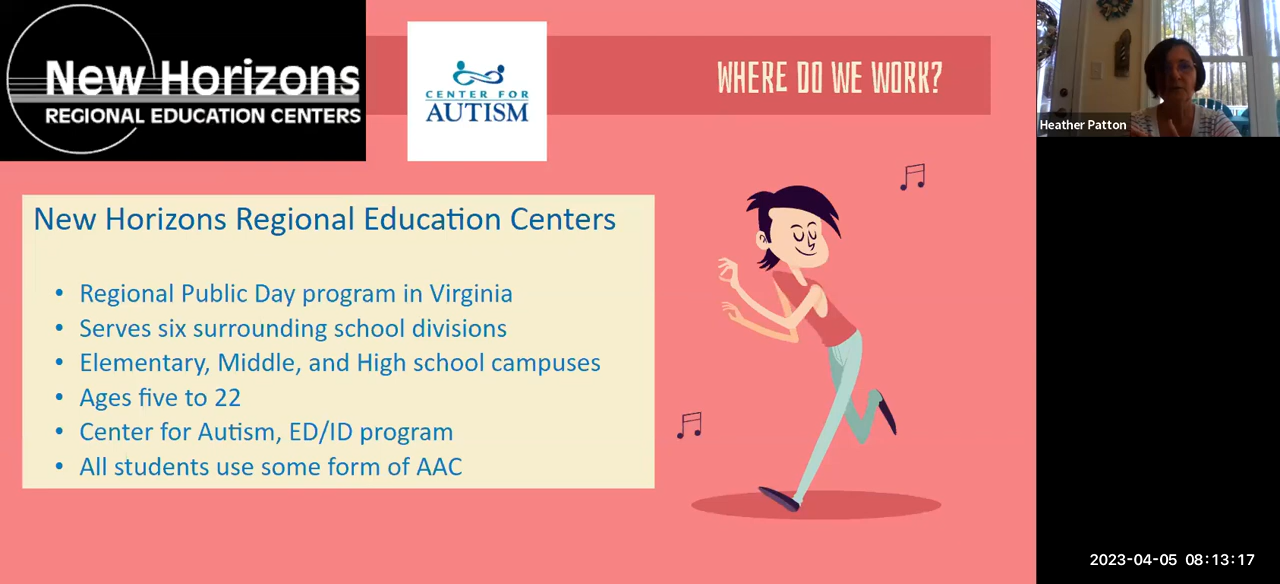 New Horizons
REGIONAL EDUCATION CENTERS
CENTER FOR
AUTISM
WHERE DO WE WORK?
Heather Patton
New Horizons Regional Education Centers
• Regional Public Day program in Virginia
• Serves six surrounding school divisions
• Elementary, Middle, and High school campuses
• Ages five to 22
• Center for Autism, ED/ID program
• All students use some form of AAC
2023-04-05 08:13:17